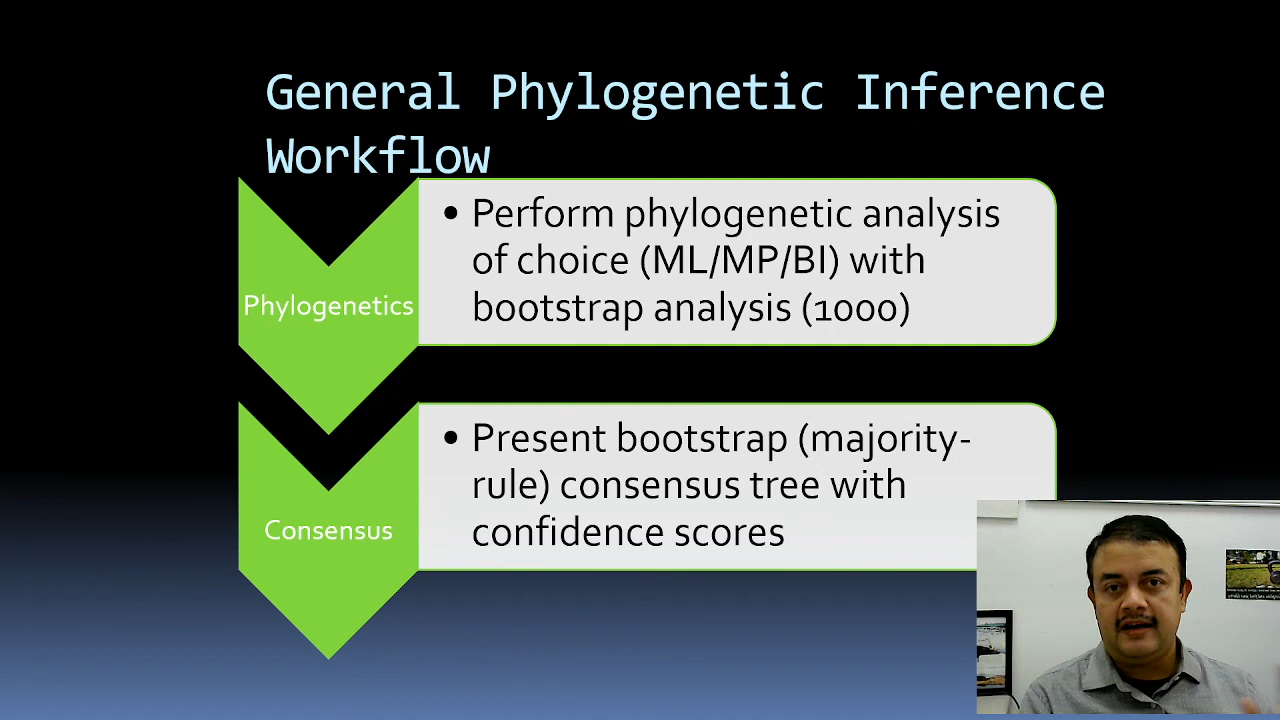 General Phylogenetic Inference
Workflow
Phylogenetics
• Perform phylogenetic analysis
of choice (ML/MP/BI) with
bootstrap analysis (1000)
Consensus
• Present bootstrap (majority-
rule) consensus tree with
confidence scores